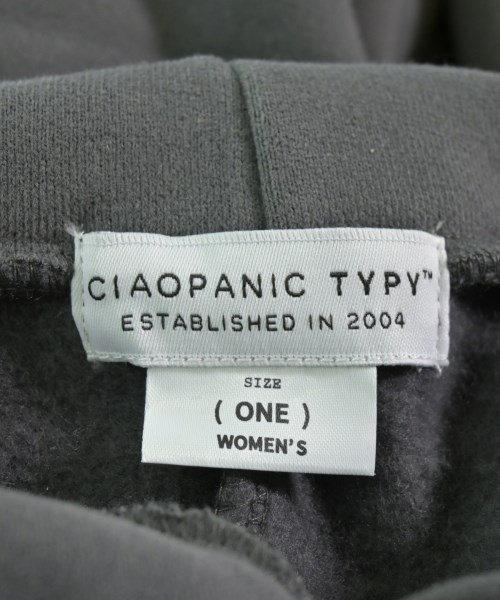 CIAOPANIC TYPY™
ESTABLISHED IN 2004
SIZE
( ONE )
WOMEN'S